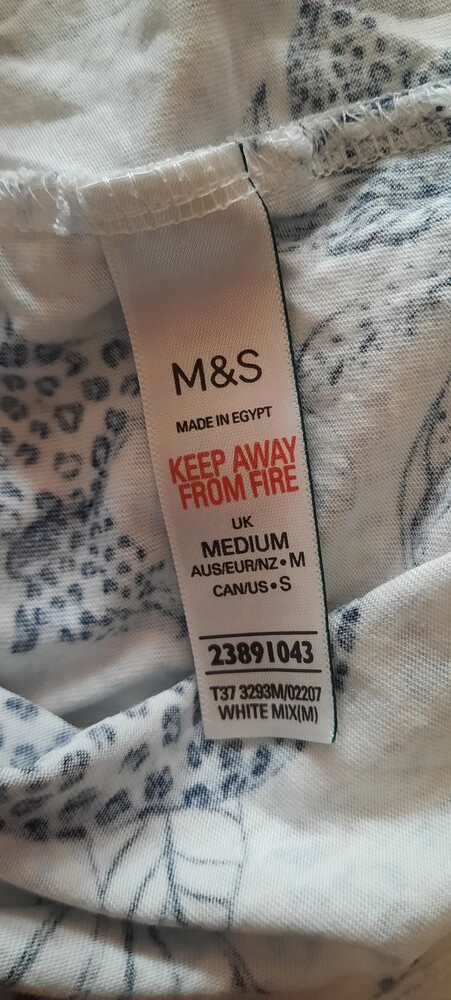 M&S
MADE IN EGYPT
KEEP AWAY
FROM FIRE
UK
MEDIUM
AUS/EUR/NZ • M
CAN/US • S
23891043
T37 3293M/02207
WHITE MIX(M)